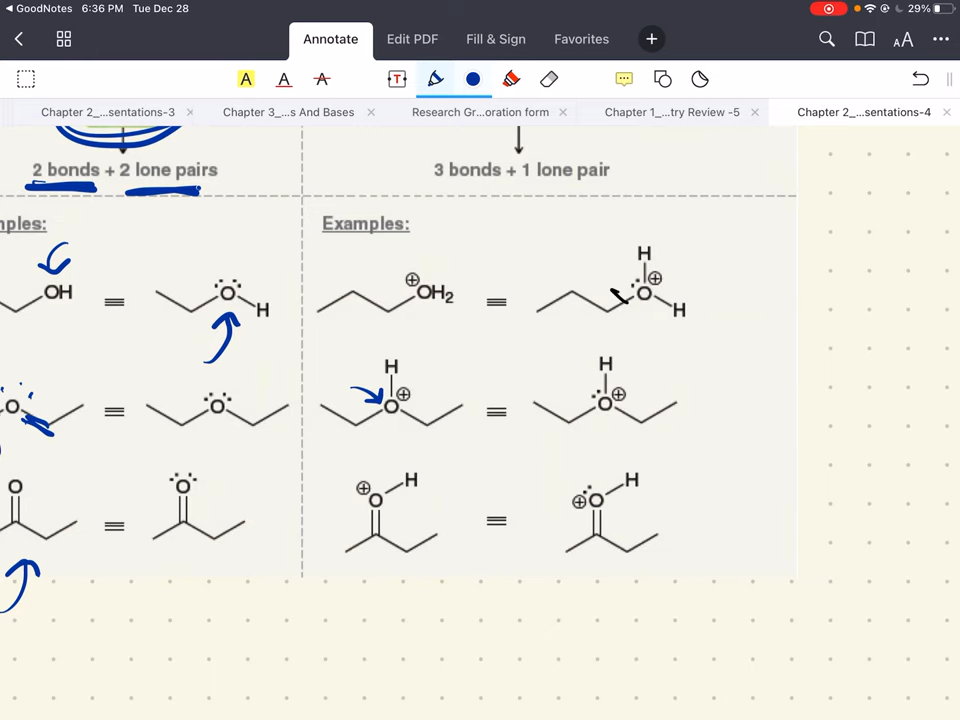 GoodNotes 6:36 PM Tue Dec 28 29%
Annotate Edit PDF Fill & Sign Favorites
AA
A A A T
Chapter 2_...sentations-3 Chapter 3_...s And Bases Research Gr...oration form Chapter 1_...try Review -5 Chapter 2_...sentations-4
2 bonds + 2 lone pairs 3 bonds + 1 lone pair
mples: Examples:
H
OH = O H ⊕ OH2 = O ⊕ H
H H
O = O O ⊕ = O ⊕
O = O ⊕ O H = ⊕ O H